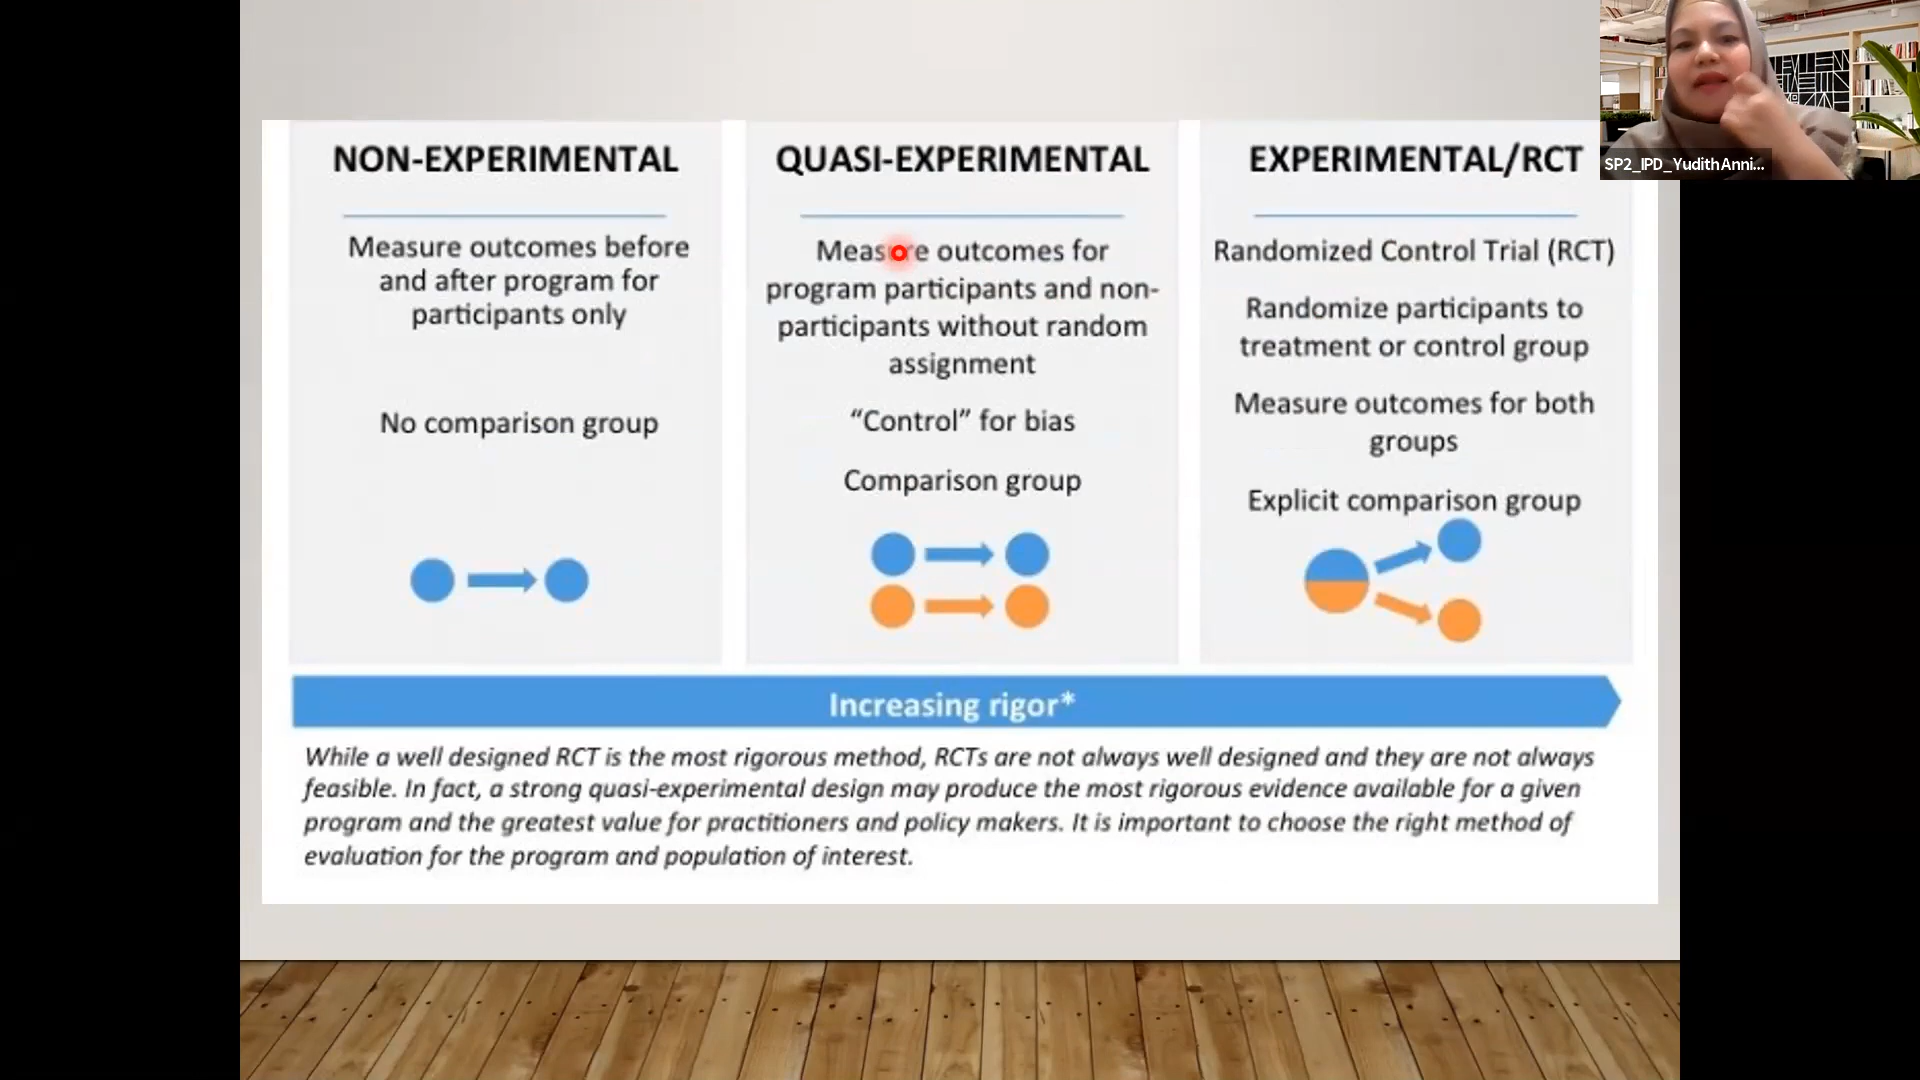 NON-EXPERIMENTAL
Measure outcomes before
and after program for
participants only
No comparison group
QUASI-EXPERIMENTAL
Measure outcomes for
program participants and non-
participants without random
assignment
“Control” for bias
Comparison group
EXPERIMENTAL/RCT
Randomized Control Trial (RCT)
Randomize participants to
treatment or control group
Measure outcomes for both
groups
Explicit comparison group
Increasing rigor*
While a well designed RCT is the most rigorous method, RCTs are not always well designed and they are not always
feasible. In fact, a strong quasi-experimental design may produce the most rigorous evidence available for a given
program and the greatest value for practitioners and policy makers. It is important to choose the right method of
evaluation for the program and population of interest.
SP2_IPD_YudithAnni...